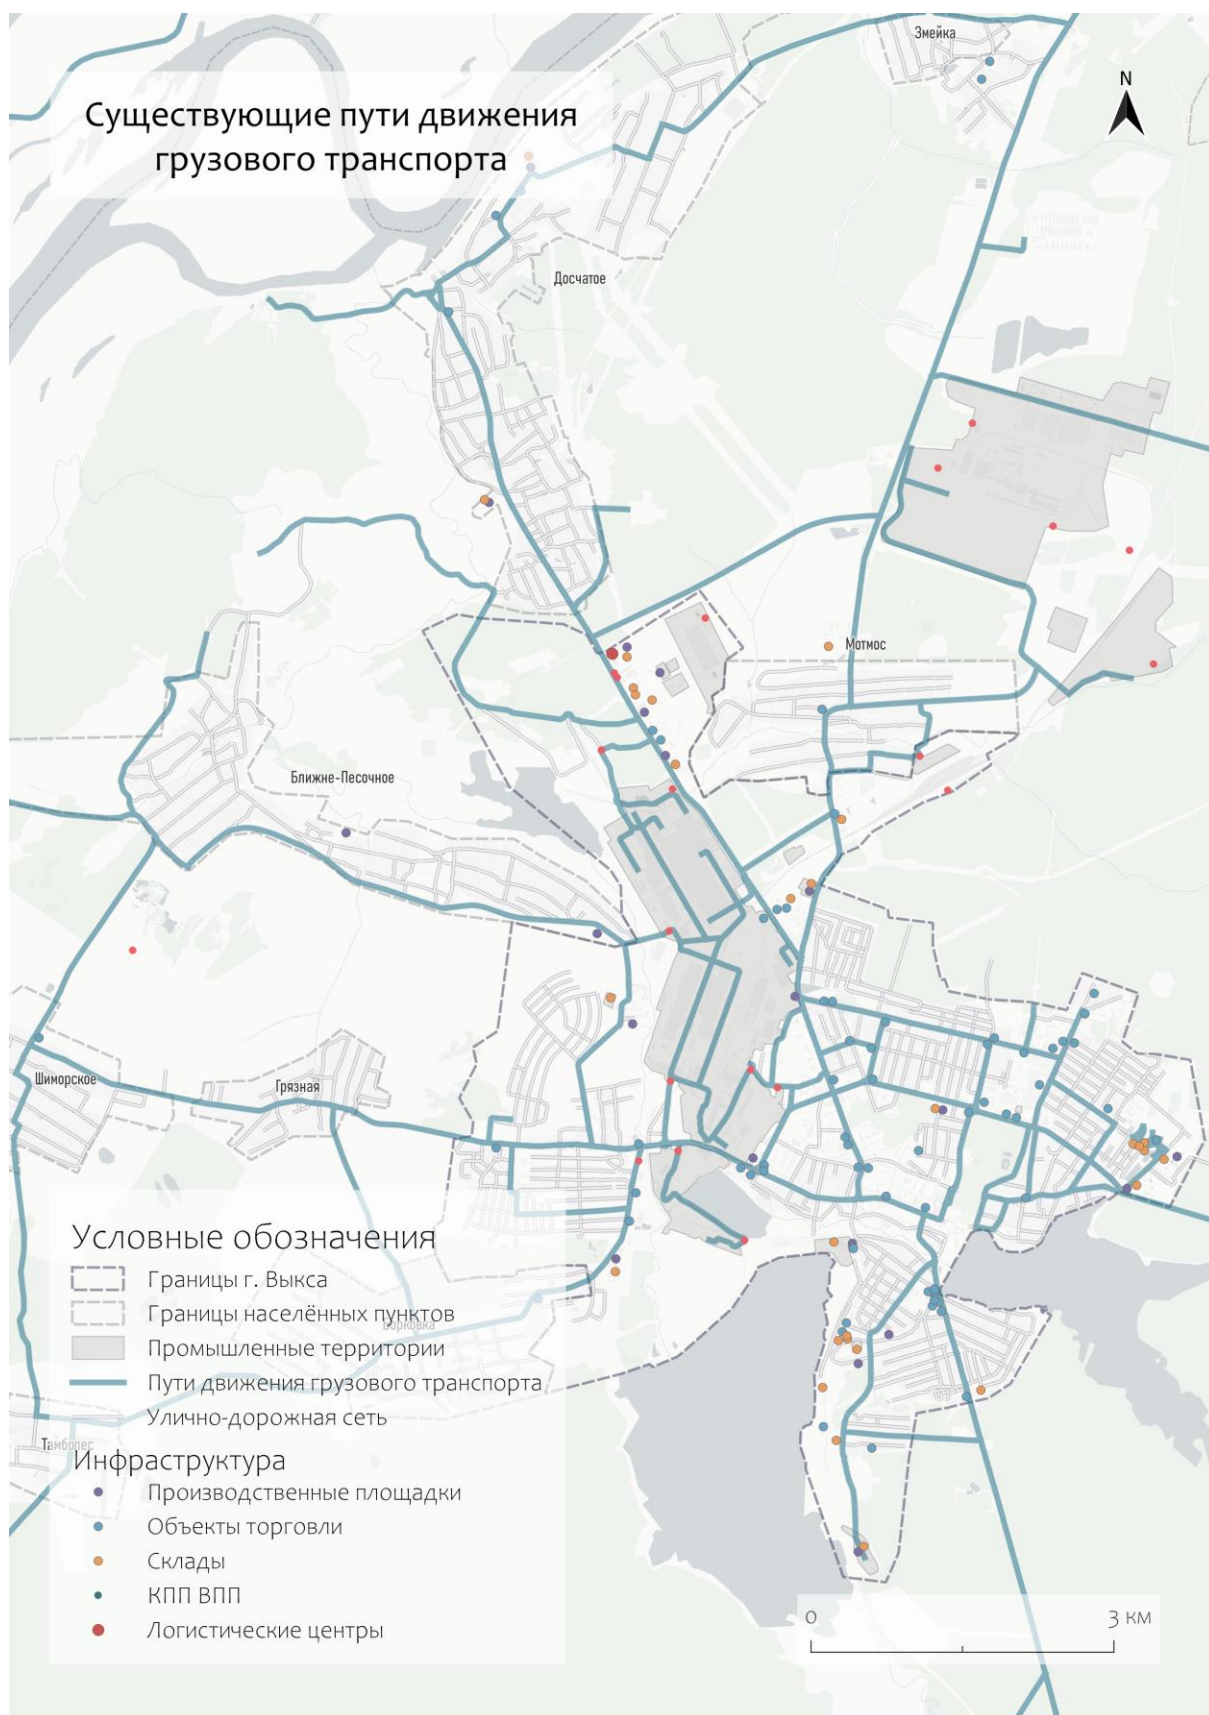 Змейка
N
Существующие пути движения
грузового транспорта
Досчатое
Мотмос
Ближне-Песочное
Шиморское
Грязная
Условные обозначения
Границы г. Выкса
Границы населённых пунктов
Борковка
Промышленные территории
Пути движения грузового транспорта
Улично-дорожная сеть
Тамболес
Инфраструктура
Производственные площадки
Объекты торговли
Склады
КПП ВПП
Логистические центры
0 3 км